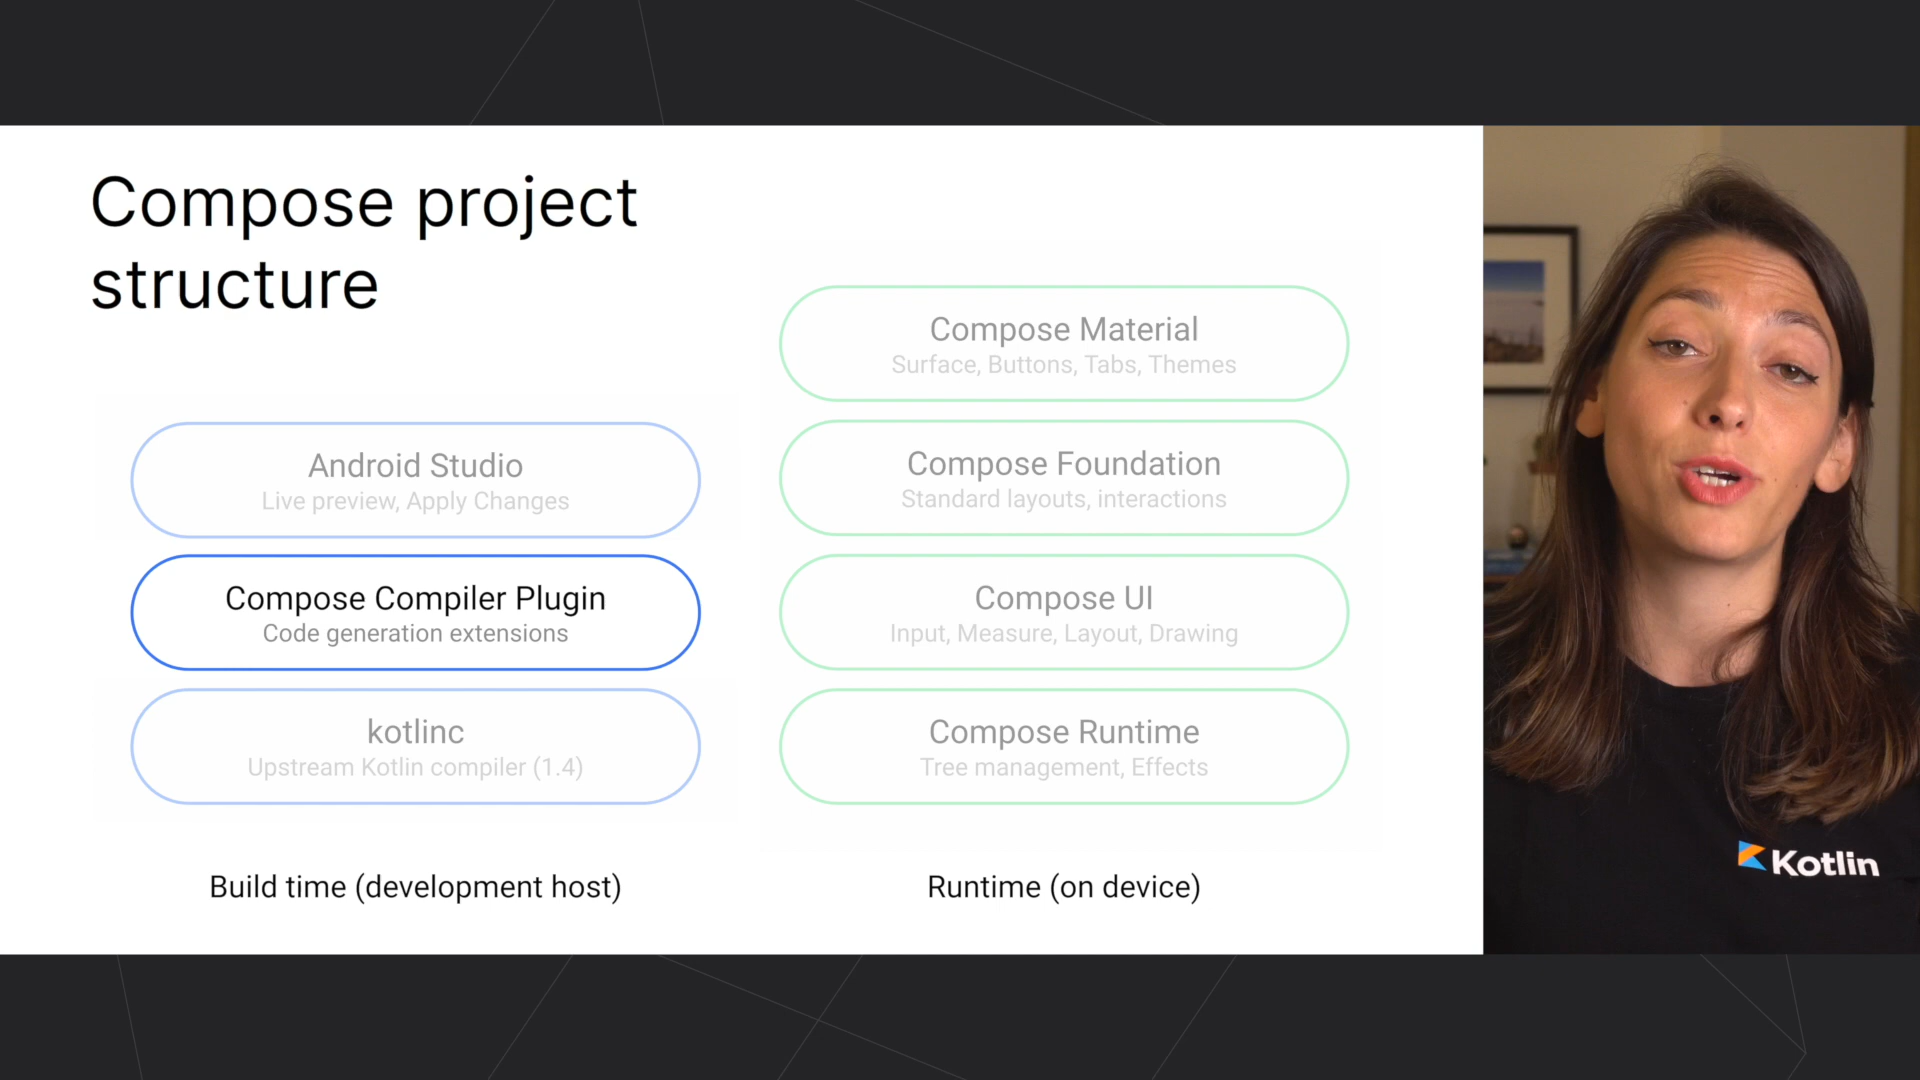 Compose project
structure
Android Studio
Live preview, Apply Changes
Compose Compiler Plugin
Code generation extensions
kotlinc
Upstream Kotlin compiler (1.4)
Build time (development host)
Compose Material
Surface, Buttons, Tabs, Themes
Compose Foundation
Standard layouts, interactions
Compose UI
Input, Measure, Layout, Drawing
Compose Runtime
Tree management, Effects
Runtime (on device)
Kotlin